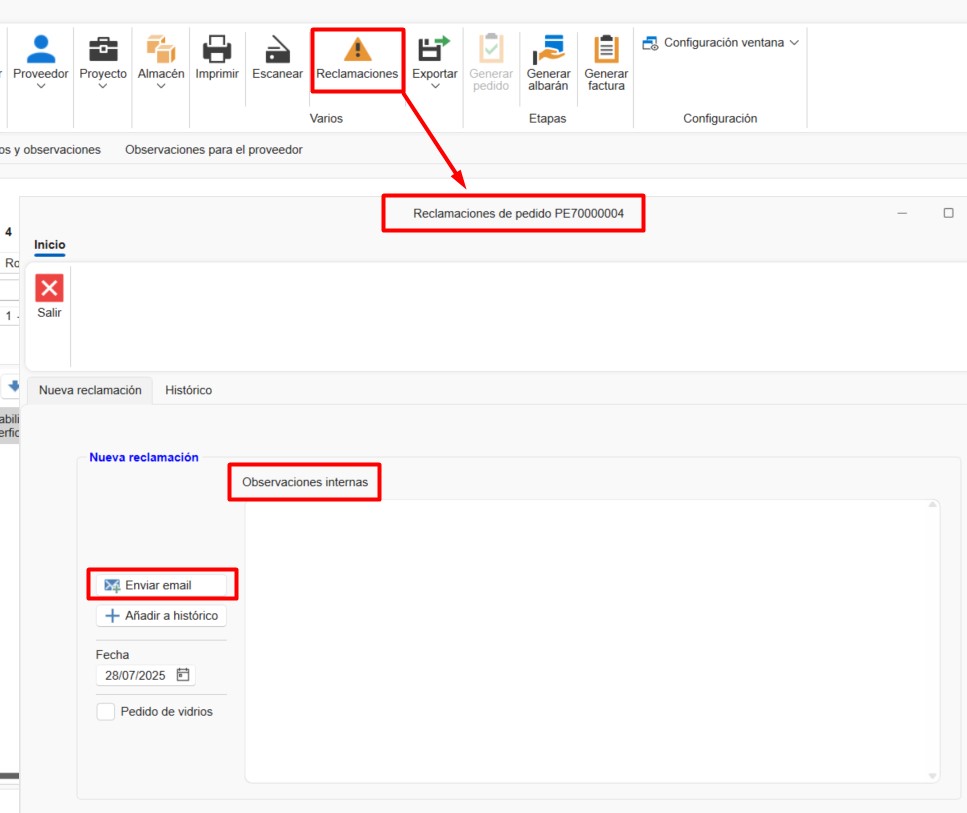 Proveedor
Proyecto
Almacén
Imprimir
Escanear
Reclamaciones
Exportar
Generar pedido
Generar albarán
Generar factura
Configuración ventana
Varios
Etapas
Configuración
os y observaciones
Observaciones para el proveedor
Reclamaciones de pedido PE70000004
4
Inicio
Ro
1 -
Salir
Nueva reclamación
Histórico
abili
erfic
Nueva reclamación
Observaciones internas
Enviar email
Añadir a histórico
Fecha
28/07/2025
Pedido de vidrios